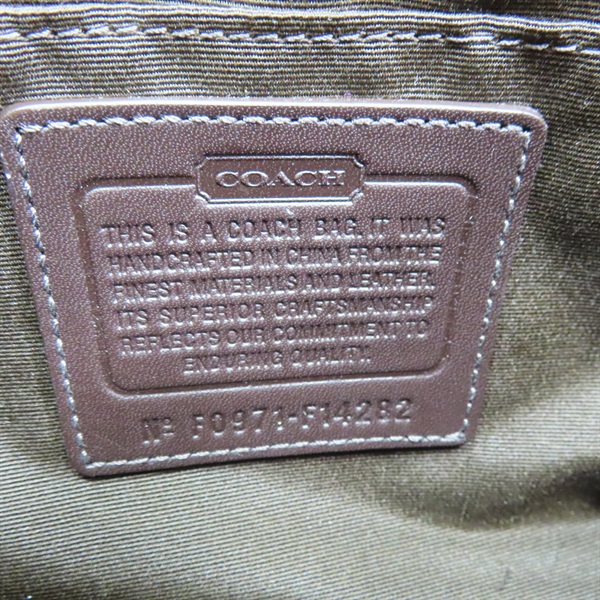 COACH
THIS IS A COACH BAG. IT WAS
HANDCRAFTED IN CHINA FROM THE
FINEST MATERIALS AND LEATHER.
ITS SUPERIOR CRAFTSMANSHIP
REFLECTS OUR COMMITMENT TO
ENDURING QUALITY.
Nº F0971-F14282